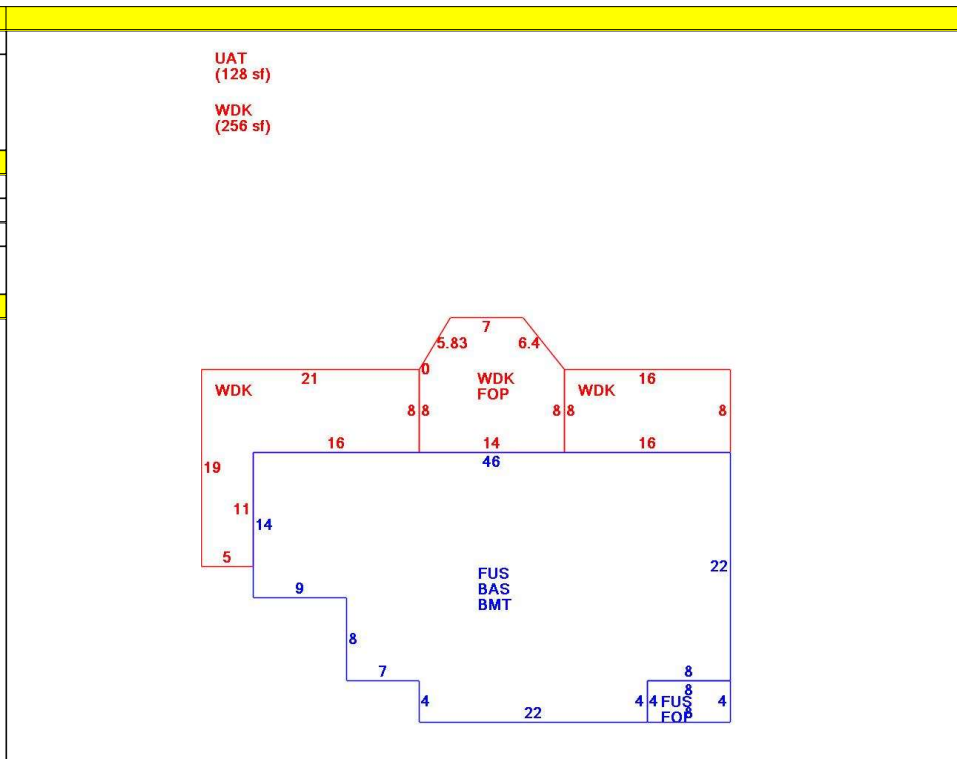 UAT
(128 sf)
WDK
(256 sf)
7
5.83 6.4
0
21 WDK 16
WDK FOP WDK
8 8 8 8 8
16 14 16
46
19
11
14
5
22
FUS
9 BAS
BMT
8
7 8
8
4 4 4 FUS 4
22 FOP 8